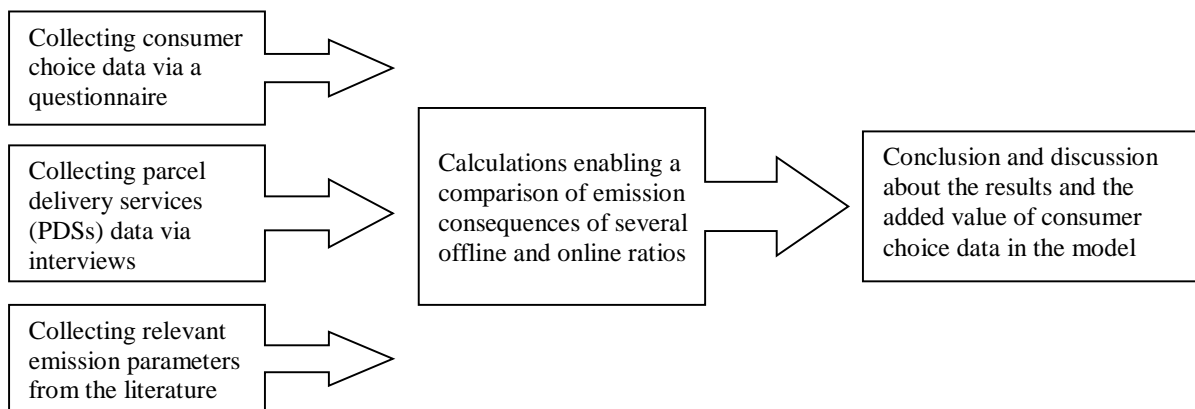 Collecting consumer
choice data via a
questionnaire
Collecting parcel
delivery services
(PDSs) data via
interviews
Collecting relevant
emission parameters
from the literature
Calculations enabling a
comparison of emission
consequences of several
offline and online ratios
Conclusion and discussion
about the results and the
added value of consumer
choice data in the model